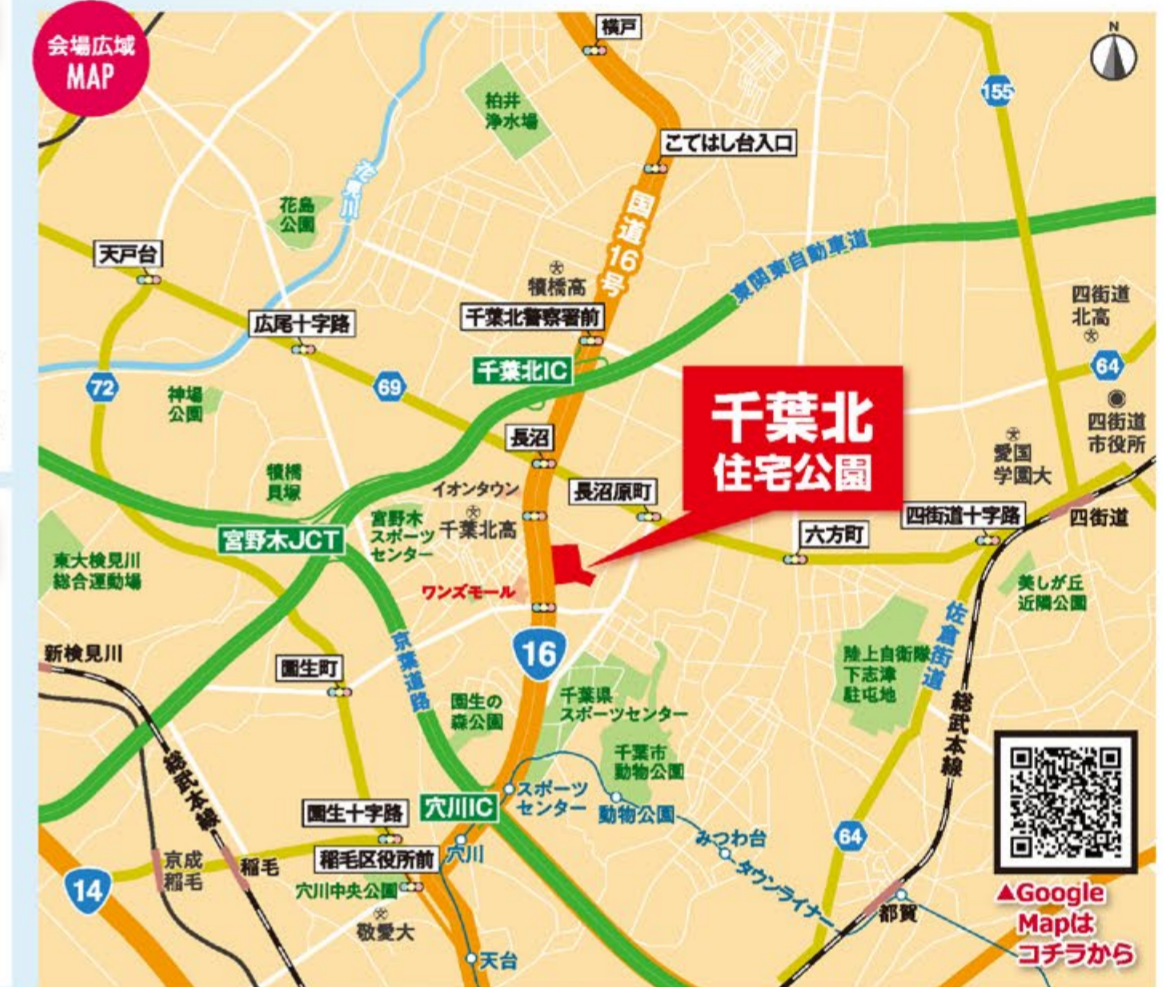 会場広域
MAP
N
横戸
柏井
浄水場
155
こてはし台入口
花見川
国道16号
花島
公園
天戸台
東関東自動車道
犢橋高
四街道
北高
広尾十字路
千葉北警察署前
千葉北IC
64
72
69
神場
公園
千葉北
住宅公園
四街道
市役所
長沼
愛国
学園大
犢橋
貝塚
イオンタウン
長沼原町
宮野木
スポーツ
センター
千葉北高
四街道十字路
四街道
宮野木JCT
六方町
東大検見川
総合運動場
ワンズモール
美しが丘
近隣公園
佐倉街道
新検見川
16
園生町
京葉道路
陸上自衛隊
下志津
駐屯地
園生の
森公園
千葉県
スポーツセンター
総武本線
千葉市
動物公園
総武本線
スポーツ
センター
動物公園
園生十字路
穴川IC
みつわ台
64
稲毛区役所前
穴川
タウンライナー
京成
稲毛
稲毛
14
穴川中央公園
都賀
敬愛大
天台
▲Google
Mapは
コチラから